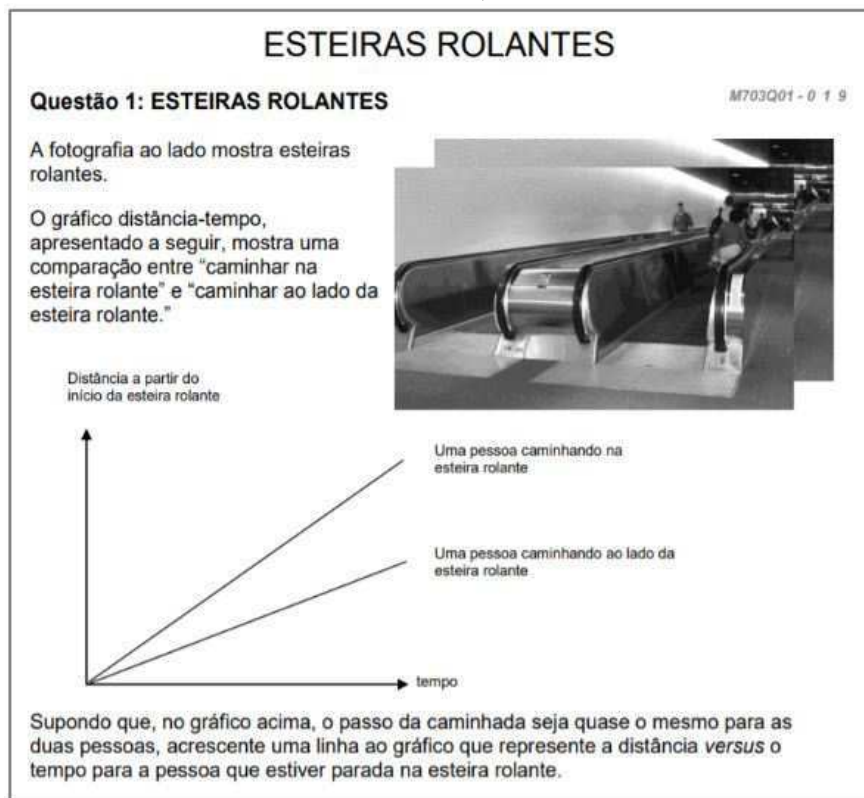 ESTEIRAS ROLANTES
Questão 1: ESTEIRAS ROLANTES
M703Q01 - 0 1 9
A fotografia ao lado mostra esteiras
rolantes.
O gráfico distância-tempo,
apresentado a seguir, mostra uma
comparação entre “caminhar na
esteira rolante” e “caminhar ao lado da
esteira rolante.”
Distância a partir do
início da esteira rolante
Uma pessoa caminhando na
esteira rolante
Uma pessoa caminhando ao lado da
esteira rolante
tempo
Supondo que, no gráfico acima, o passo da caminhada seja quase o mesmo para as
duas pessoas, acrescente uma linha ao gráfico que represente a distância versus o
tempo para a pessoa que estiver parada na esteira rolante.